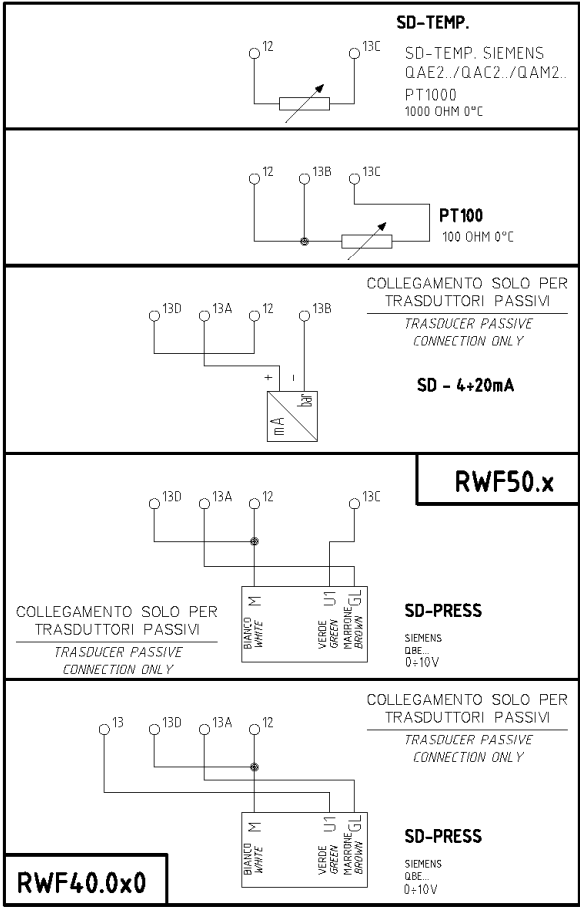 SD-TEMP.
12 13C
SD-TEMP. SIEMENS
QAE2../QAC2../QAM2..
PT1000
1000 OHM 0°C
12 13B 13C
PT100
100 OHM 0°C
COLLEGAMENTO SOLO PER
TRASDUTTORI PASSIVI
TRASDUCER PASSIVE
CONNECTION ONLY
13D 13A 12 13B
+ -
mA bar
SD - 4÷20mA
RWF50.x
13D 13A 12 13C
M U1 GL
BIANCO
WHITE
VERDE
GREEN
MARRONE
BROWN
COLLEGAMENTO SOLO PER
TRASDUTTORI PASSIVI
TRASDUCER PASSIVE
CONNECTION ONLY
SD-PRESS
SIEMENS
QBE...
0÷10V
COLLEGAMENTO SOLO PER
TRASDUTTORI PASSIVI
TRASDUCER PASSIVE
CONNECTION ONLY
13 13D 13A 12
M U1 GL
BIANCO
WHITE
VERDE
GREEN
MARRONE
BROWN
SD-PRESS
SIEMENS
QBE...
0÷10V
RWF40.0x0